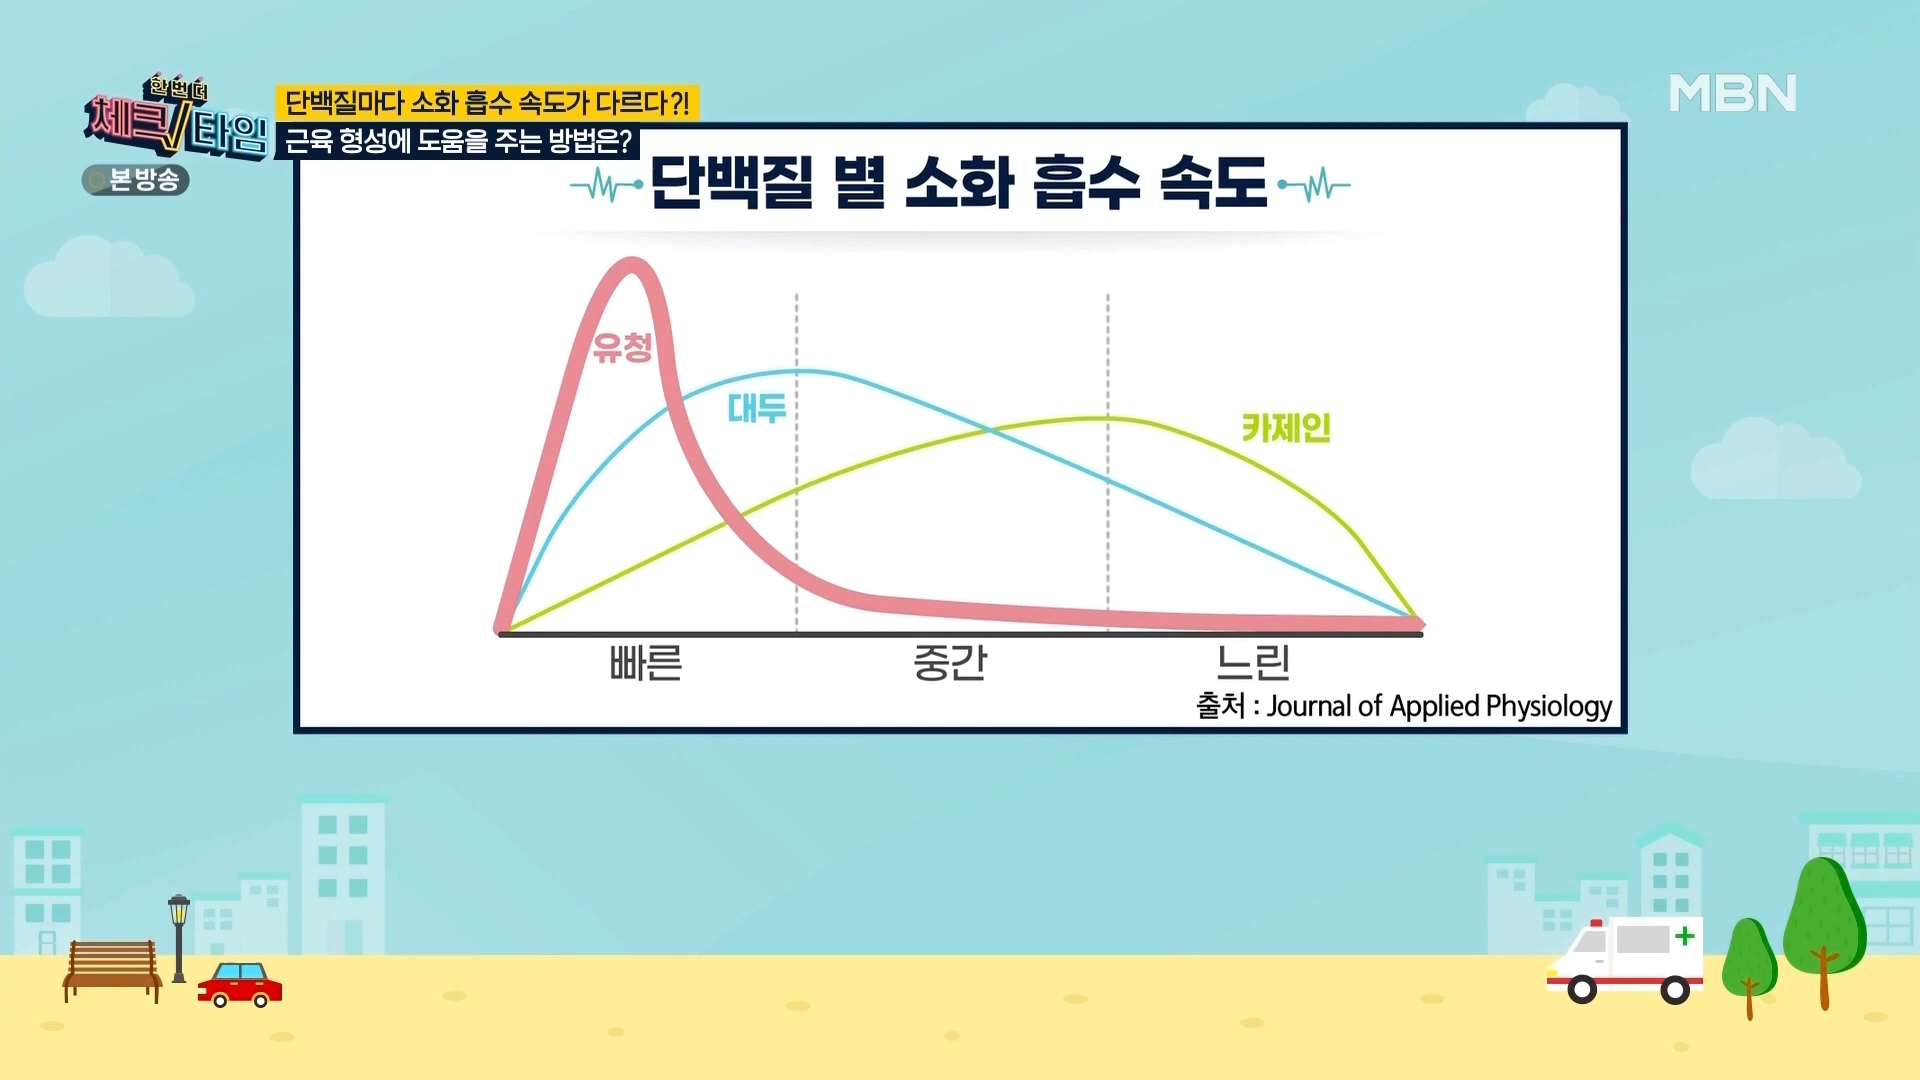 한 번 더
체크타임
본 방송
단백질마다 소화 흡수 속도가 다르다?!
근육 형성에 도움을 주는 방법은?
MBN
단백질 별 소화 흡수 속도
유청
대두
카제인
빠른 중간 느린
출처 : Journal of Applied Physiology